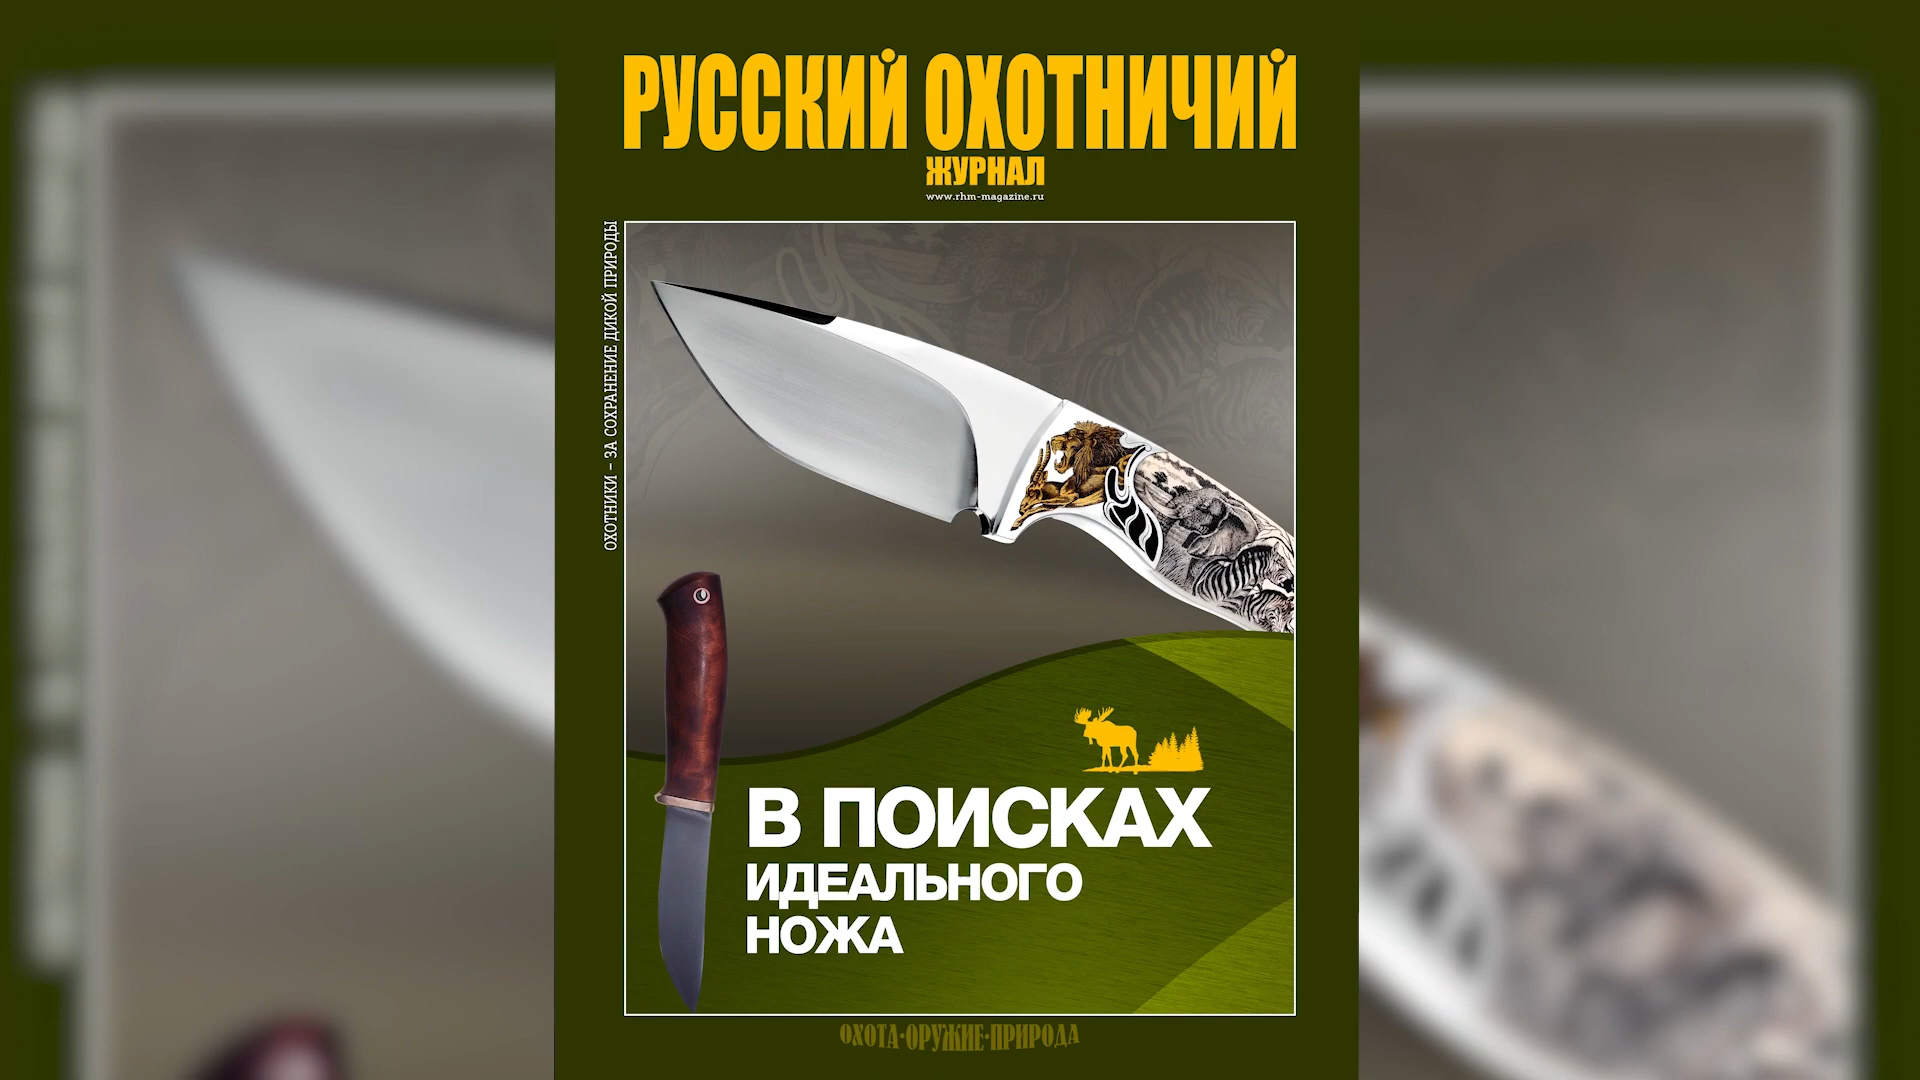 РУССКИЙ ОХОТНИЧИЙ
ЖУРНАЛ
www.rhm-magazine.ru
ОХОТНИКИ – ЗА СОХРАНЕНИЕ ДИКОЙ ПРИРОДЫ
В ПОИСКАХ
ИДЕАЛЬНОГО
НОЖА
ОХОТА·ОРУЖИЕ·ПРИРОДА